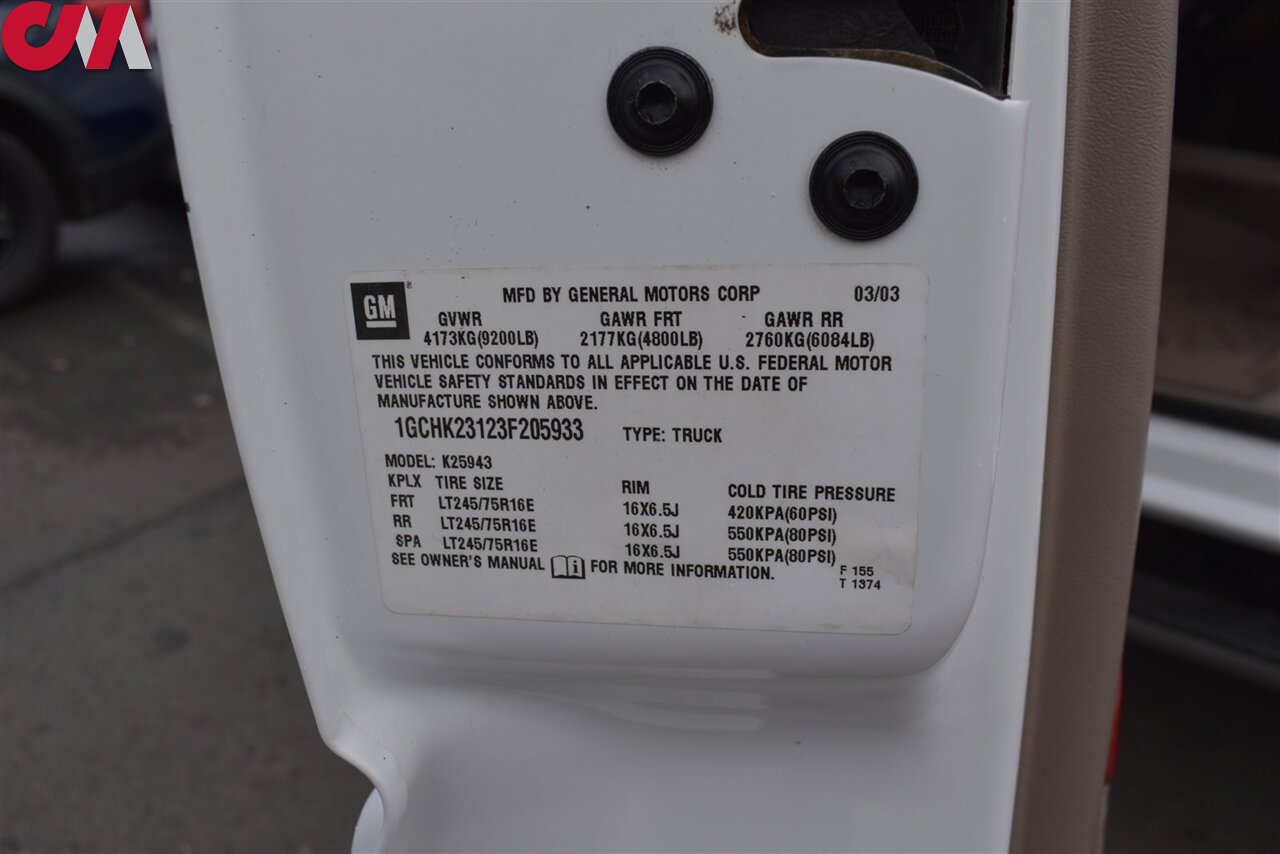 CM
GM
®
MFD BY GENERAL MOTORS CORP 03/03
GVWR GAWR FRT GAWR RR
4173KG(9200LB) 2177KG(4800LB) 2760KG(6084LB)
THIS VEHICLE CONFORMS TO ALL APPLICABLE U.S. FEDERAL MOTOR
VEHICLE SAFETY STANDARDS IN EFFECT ON THE DATE OF
MANUFACTURE SHOWN ABOVE.
1GCHK23123F205933 TYPE: TRUCK
MODEL: K25943
KPLX TIRE SIZE RIM COLD TIRE PRESSURE
FRT LT245/75R16E 16X6.5J 420KPA(60PSI)
RR LT245/75R16E 16X6.5J 550KPA(80PSI)
SPA LT245/75R16E 16X6.5J 550KPA(80PSI)
SEE OWNER'S MANUAL FOR MORE INFORMATION. F 155
T 1374